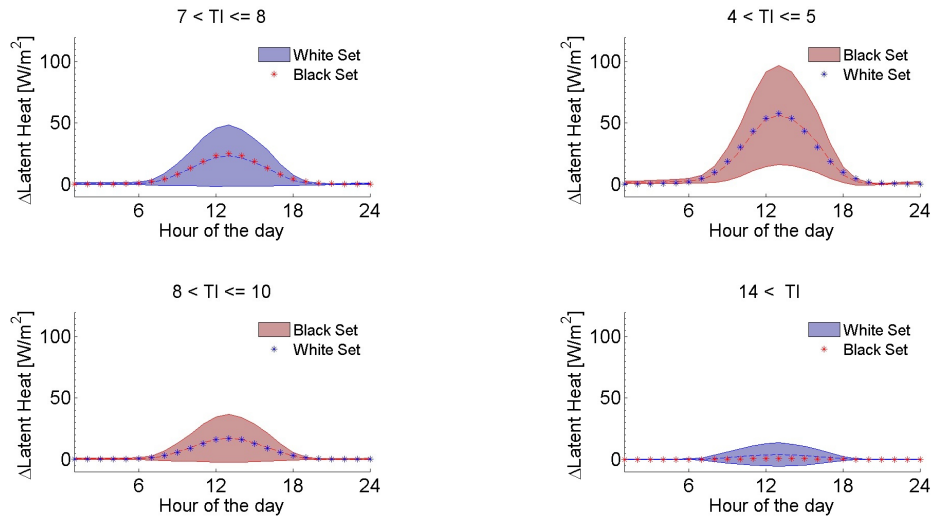 7 < TI <= 8
ΔLatent Heat [W/m²]
100
50
0
White Set
Black Set
6
12
18
24
Hour of the day
4 < TI <= 5
ΔLatent Heat [W/m²]
100
50
0
Black Set
White Set
6
12
18
24
Hour of the day
8 < TI <= 10
ΔLatent Heat [W/m²]
100
50
0
Black Set
White Set
6
12
18
24
Hour of the day
14 < TI
ΔLatent Heat [W/m²]
100
50
0
White Set
Black Set
6
12
18
24
Hour of the day